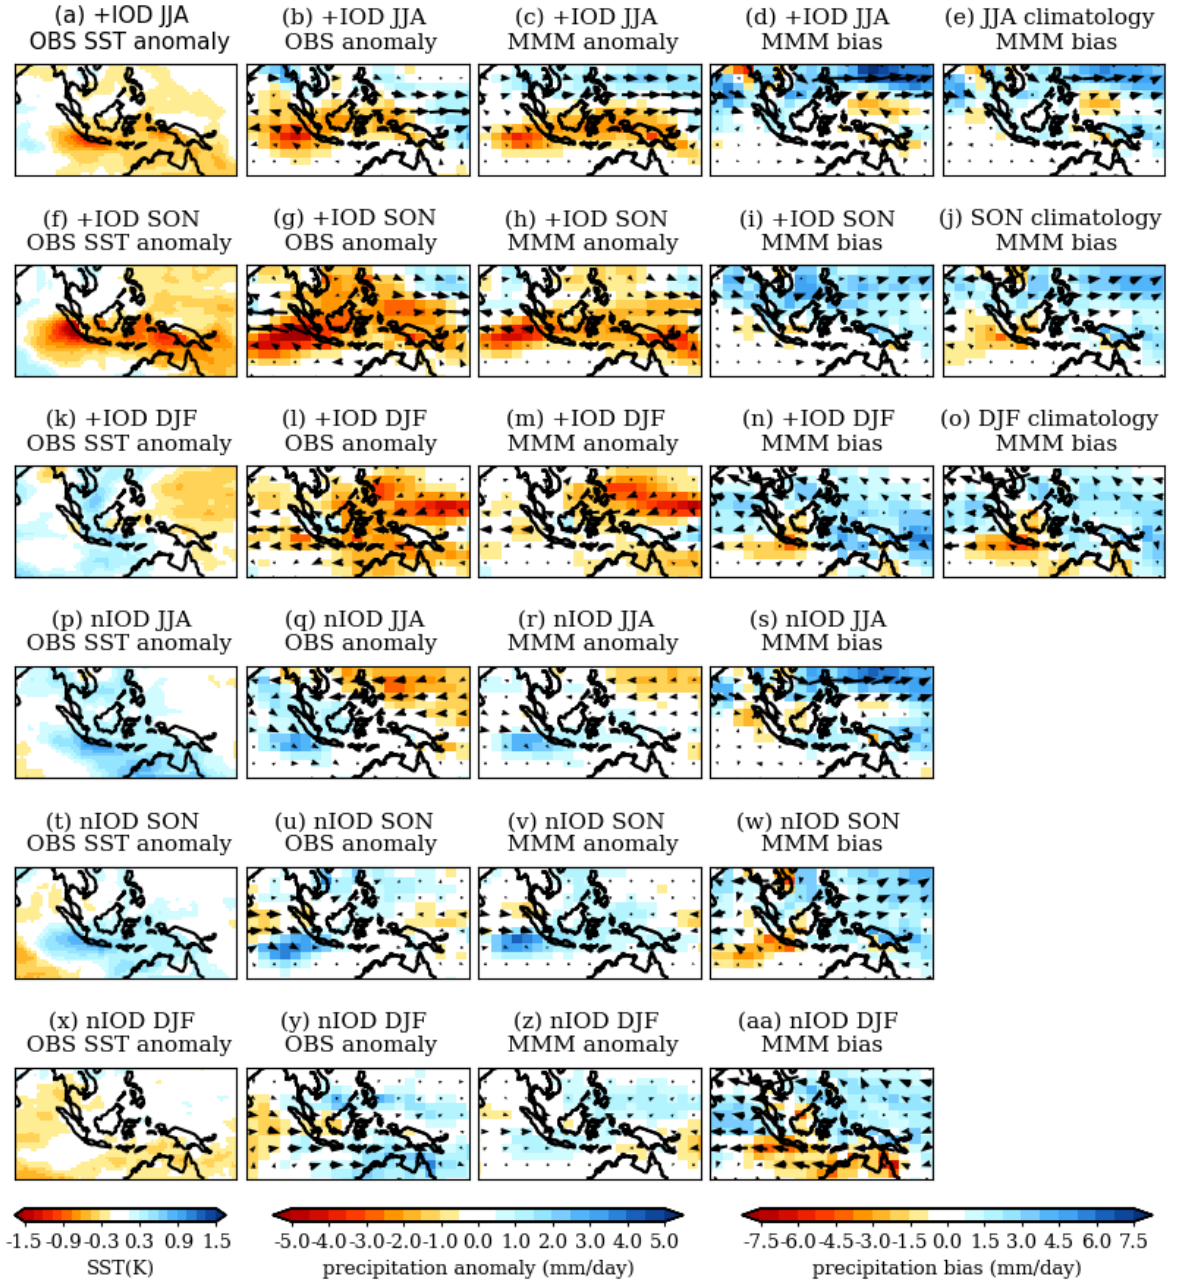 (a) +IOD JJA
OBS SST anomaly
(b) +IOD JJA
OBS anomaly
(c) +IOD JJA
MMM anomaly
(d) +IOD JJA
MMM bias
(e) JJA climatology
MMM bias
(f) +IOD SON
OBS SST anomaly
(g) +IOD SON
OBS anomaly
(h) +IOD SON
MMM anomaly
(i) +IOD SON
MMM bias
(j) SON climatology
MMM bias
(k) +IOD DJF
OBS SST anomaly
(l) +IOD DJF
OBS anomaly
(m) +IOD DJF
MMM anomaly
(n) +IOD DJF
MMM bias
(o) DJF climatology
MMM bias
(p) nIOD JJA
OBS SST anomaly
(q) nIOD JJA
OBS anomaly
(r) nIOD JJA
MMM anomaly
(s) nIOD JJA
MMM bias
(t) nIOD SON
OBS SST anomaly
(u) nIOD SON
OBS anomaly
(v) nIOD SON
MMM anomaly
(w) nIOD SON
MMM bias
(x) nIOD DJF
OBS SST anomaly
(y) nIOD DJF
OBS anomaly
(z) nIOD DJF
MMM anomaly
(aa) nIOD DJF
MMM bias
-1.5 -0.9 -0.3 0.3 0.9 1.5
SST(K)
-5.0 -4.0 -3.0 -2.0 -1.0 0.0 1.0 2.0 3.0 4.0 5.0
precipitation anomaly (mm/day)
-7.5 -6.0 -4.5 -3.0 -1.5 0.0 1.5 3.0 4.5 6.0 7.5
precipitation bias (mm/day)